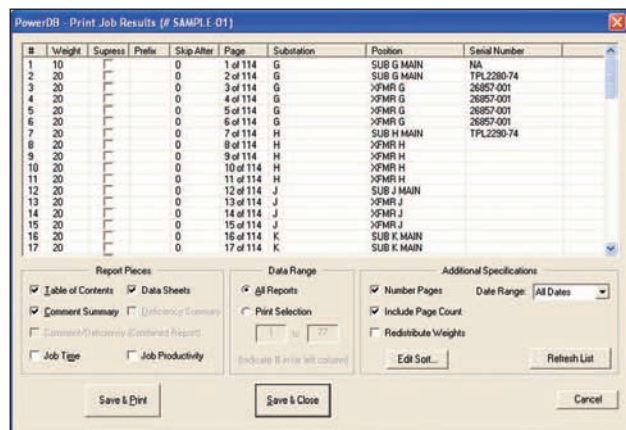 PowerDB - Print Job Results (# SAMPLE-01)
# Weight Supress Prefix Skip After Page Substation Position Serial Number
1 10 0 1 of 114 G SUB G MAIN NA
2 20 0 2 of 114 G SUB G MAIN TPL2280-74
3 20 0 3 of 114 G XFMR G 26857-001
4 20 0 4 of 114 G XFMR G 26857-001
5 20 0 5 of 114 G XFMR G 26857-001
6 20 0 6 of 114 G XFMR G 26857-001
7 20 0 7 of 114 H SUB H MAIN TPL2290-74
8 20 0 8 of 114 H XFMR H
9 20 0 9 of 114 H XFMR H
10 20 0 10 of 114 H XFMR H
11 20 0 11 of 114 H XFMR H
12 20 0 12 of 114 J SUB J MAIN
13 20 0 13 of 114 J XFMR J
14 20 0 14 of 114 J XFMR J
15 20 0 15 of 114 J XFMR J
16 20 0 16 of 114 K SUB K MAIN
17 20 0 17 of 114 K SUB K MAIN
Report Pieces Data Range Additional Specifications
Table of Contents Data Sheets All Reports Number Pages Date Range: All Dates
Comment Summary Deficiency Summary Print Selection Include Page Count
Comment/Deficiency (Combined Report) 1 to 77 Redistribute Weights
Job Time Job Productivity (Indicate # in far left column) Edit Sort... Refresh List
Save & Print Save & Close Cancel